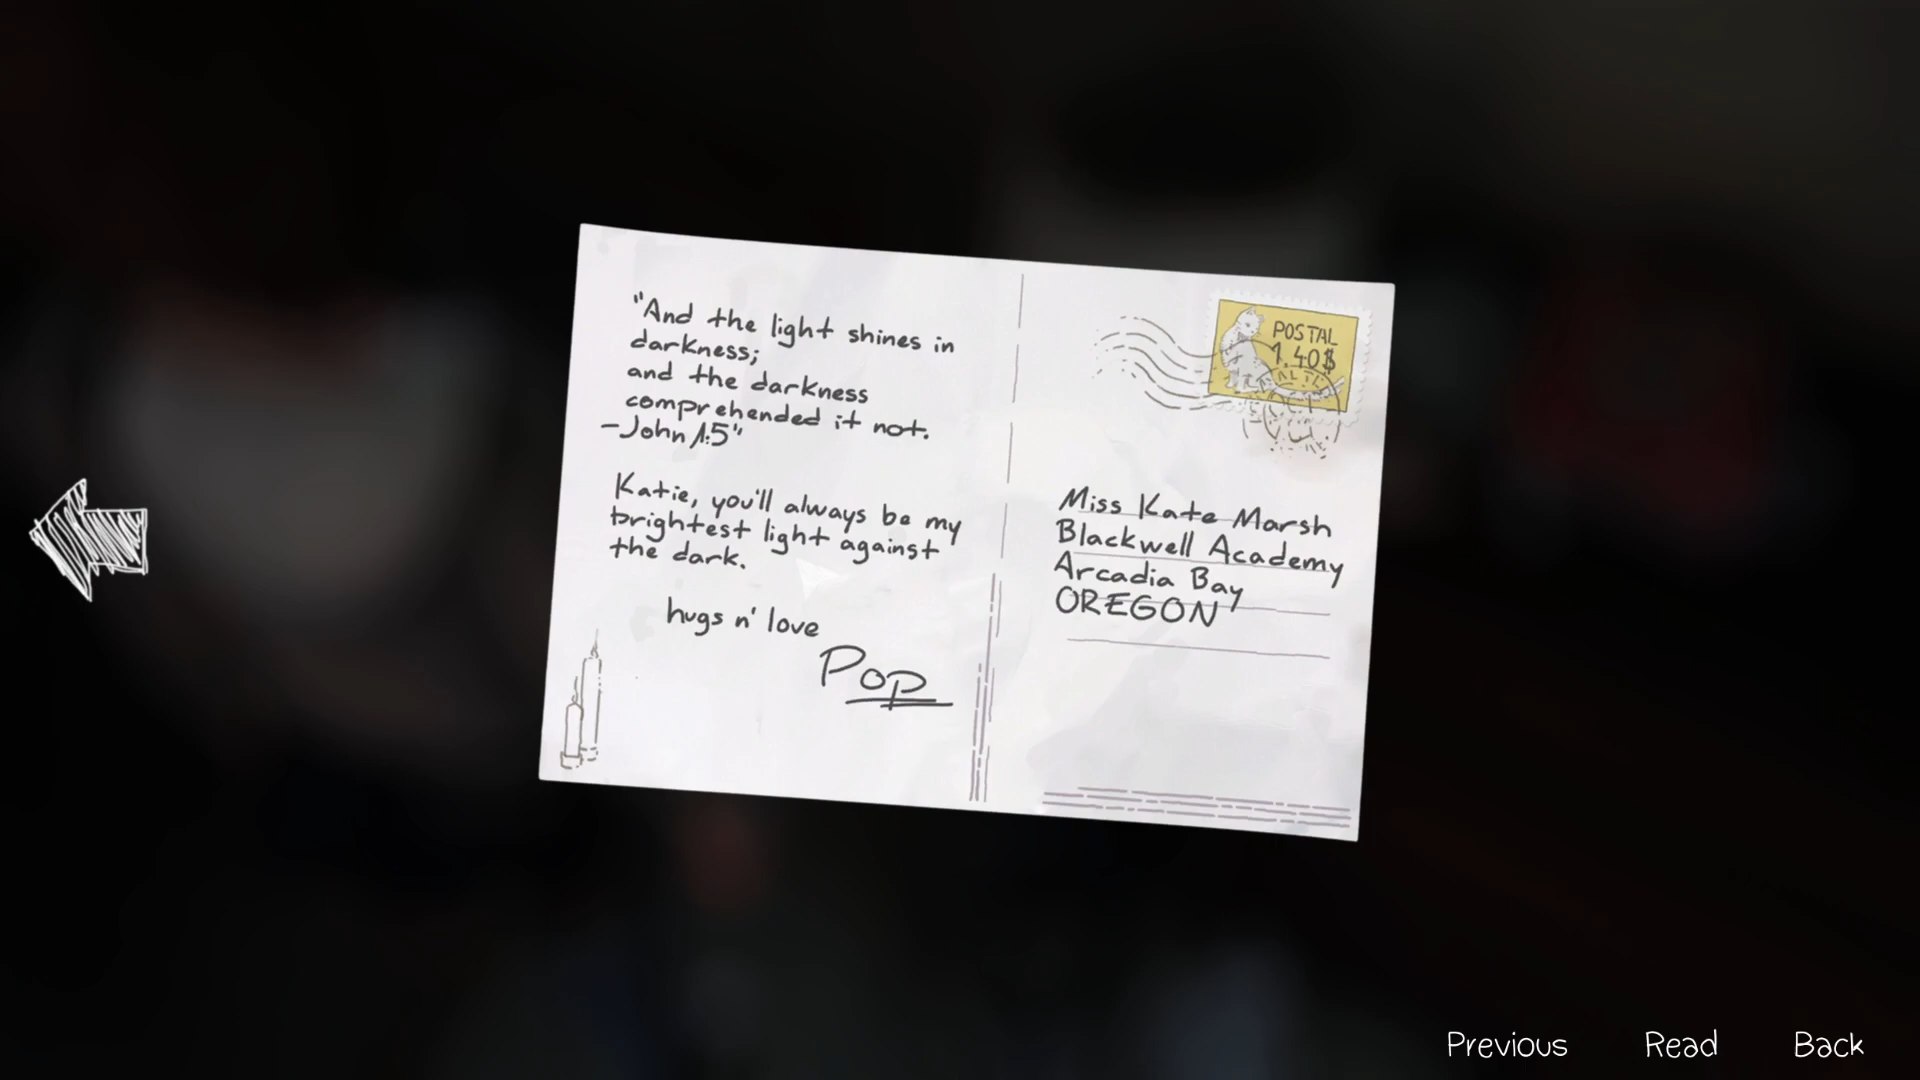 "And the light shines in
darkness;
and the darkness
comprehended it not.
-John 1:5"
Katie, you'll always be my
brightest light against
the dark.
hugs n' love
Pop
POSTAL
1.40$
Miss Kate Marsh
Blackwell Academy
Arcadia Bay
OREGON
Previous
Read
Back